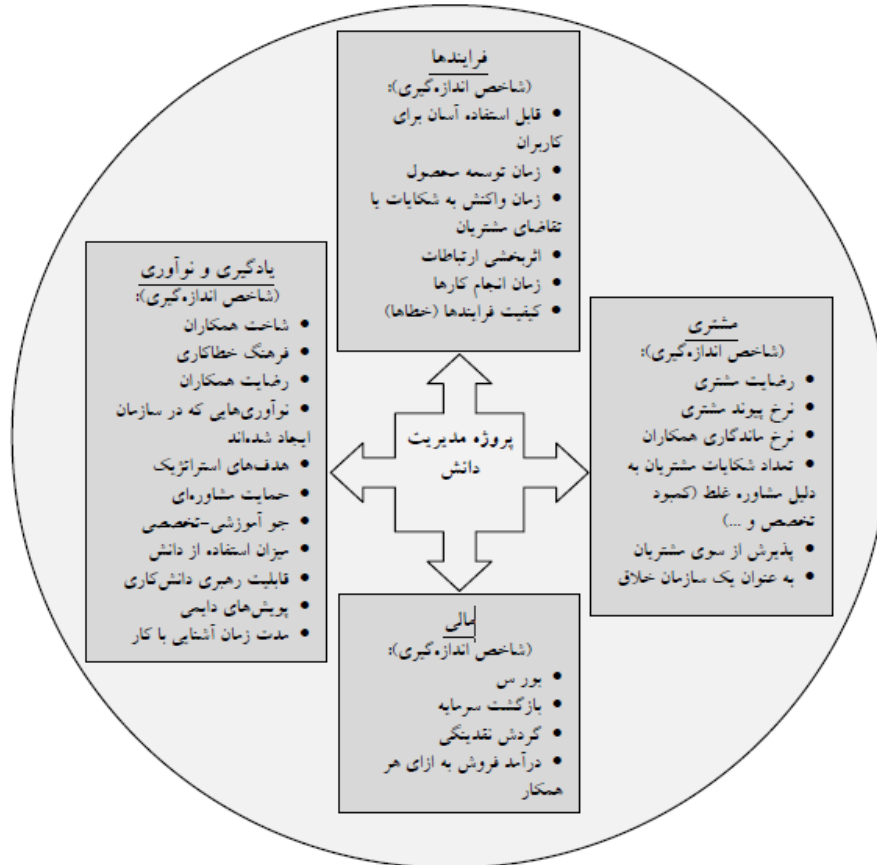 فرایندها
(شاخص اندازه‌گیری):
• قابل استفاده آسان برای
کاربران
• زمان توسعه محصول
• زمان واکنش به شکایات یا
تقاضای مشتریان
• اثربخشی ارتباطات
• زمان انجام کارها
• کیفیت فرایندها (خطاها)
مشتری
(شاخص اندازه‌گیری):
• رضایت مشتری
• نرخ پیوند مشتری
• نرخ ماندگاری همکاران
• تعداد شکایات مشتریان به
دلیل مشاوره غلط (کمبود
تخصص و ...)
• پذیرش از سوی مشتریان
• به عنوان یک سازمان خلاق
پروژه مدیریت
دانش
یادگیری و نوآوری
(شاخص اندازه‌گیری):
• شاخت همکاران
• فرهنگ خطاکاری
• رضایت همکاران
• نوآوری‌هایی که در سازمان
ایجاد شده‌اند
• هدف‌های استراتژیک
• حمایت مشاوره‌ای
• جو آموزشی-تخصصی
• میزان استفاده از دانش
• قابلیت رهبری دانش‌کاری
• پویش‌های دایمی
• مدت زمان آشنایی با کار
مالی
(شاخص اندازه‌گیری):
• بور س
• بازگشت سرمایه
• گردش نقدینگی
• درآمد فروش به ازای هر
همکار